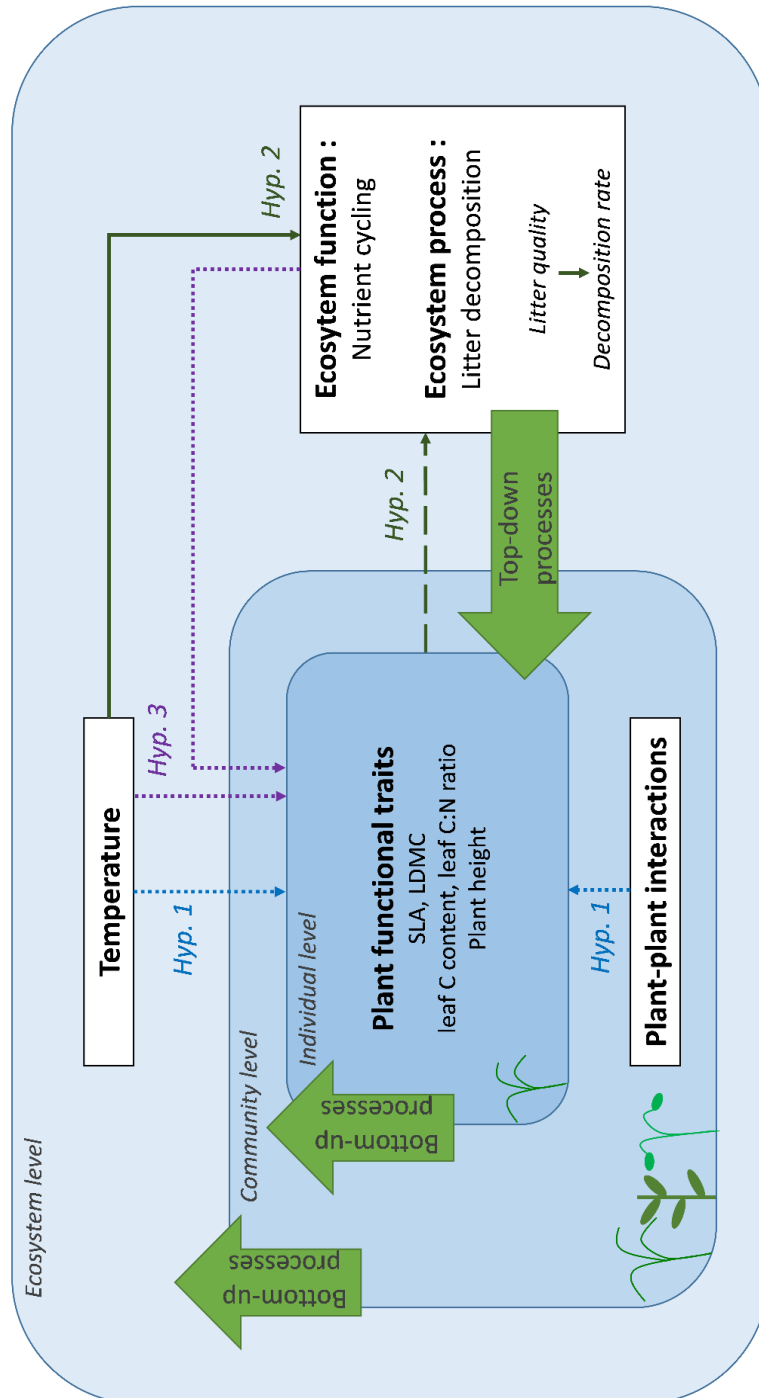 Ecosystem level
Temperature
Hyp. 1
Hyp. 3
Hyp. 2
Community level
Individual level
Bottom-up
processes
Bottom-up
processes
Plant functional traits
SLA, LDMC
leaf C content, leaf C:N ratio
Plant height
Hyp. 2
Top-down
processes
Ecosytem function :
Nutrient cycling
Ecosystem process :
Litter decomposition
Litter quality
Decomposition rate
Hyp. 1
Plant-plant interactions